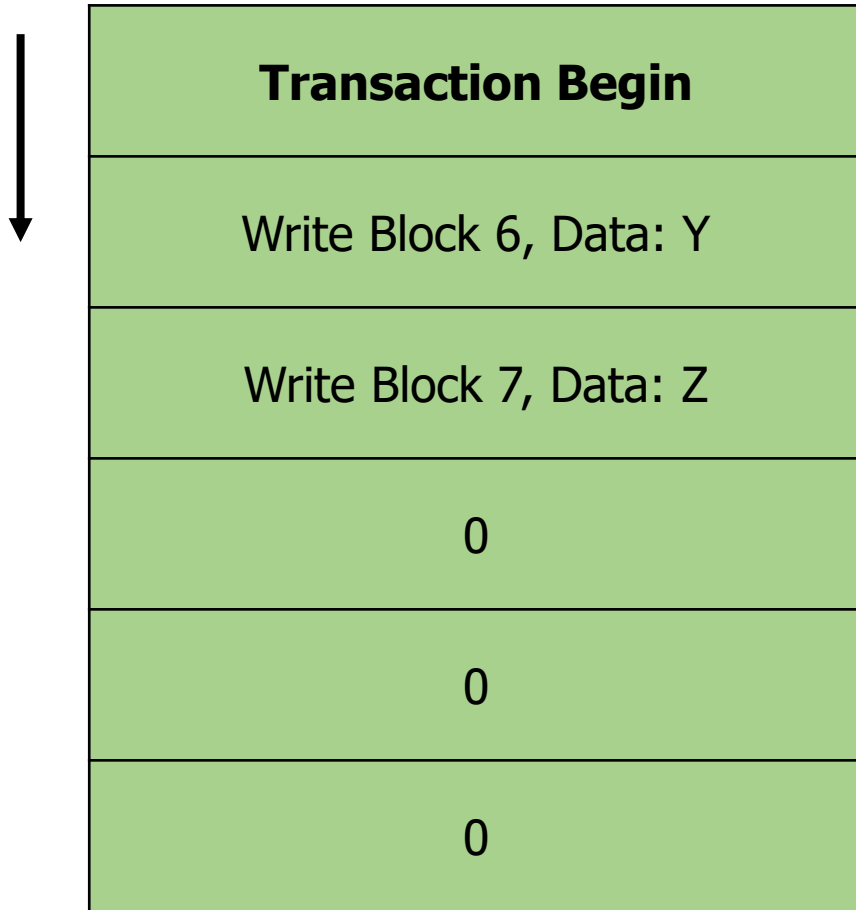 Transaction Begin
Write Block 6, Data: Y
Write Block 7, Data: Z
0
0
0